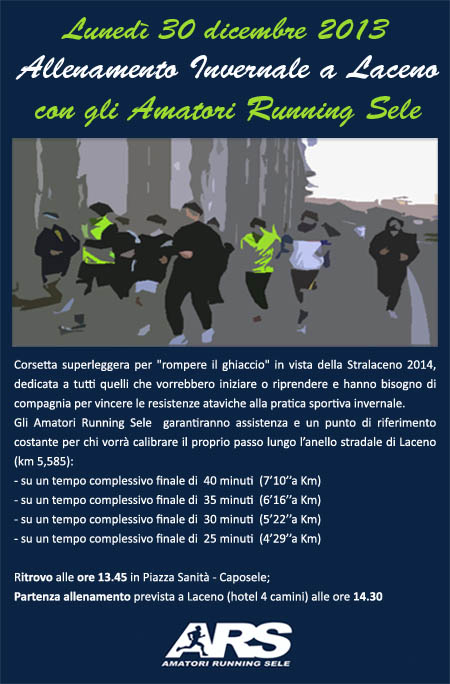 Lunedì 30 dicembre 2013
Allenamento Invernale a Laceno
con gli Amatori Running Sele
Corsetta superleggera per "rompere il ghiaccio" in vista della Stralaceno 2014,
dedicata a tutti quelli che vorrebbero iniziare o riprendere e hanno bisogno di
compagnia per vincere le resistenze ataviche alla pratica sportiva invernale.
Gli Amatori Running Sele garantiranno assistenza e un punto di riferimento
costante per chi vorrà calibrare il proprio passo lungo l'anello stradale di Laceno
(km 5,585):
- su un tempo complessivo finale di 40 minuti (7'10''a Km)
- su un tempo complessivo finale di 35 minuti (6'16''a Km)
- su un tempo complessivo finale di 30 minuti (5'22''a Km)
- su un tempo complessivo finale di 25 minuti (4'29''a Km)
Ritrovo alle ore 13.45 in Piazza Sanità - Caposele;
Partenza allenamento prevista a Laceno (hotel 4 camini) alle ore 14.30
ARS
AMATORI RUNNING SELE